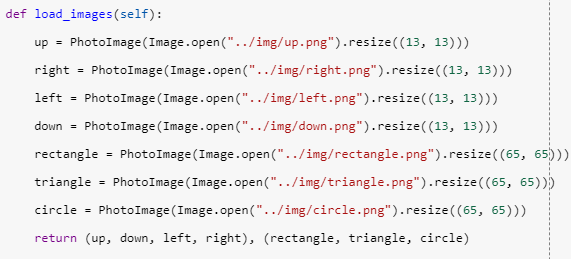 def load_images(self):
    up = PhotoImage(Image.open("../img/up.png").resize((13, 13)))
    right = PhotoImage(Image.open("../img/right.png").resize((13, 13)))
    left = PhotoImage(Image.open("../img/left.png").resize((13, 13)))
    down = PhotoImage(Image.open("../img/down.png").resize((13, 13)))
    rectangle = PhotoImage(Image.open("../img/rectangle.png").resize((65, 65)))
    triangle = PhotoImage(Image.open("../img/triangle.png").resize((65, 65)))
    circle = PhotoImage(Image.open("../img/circle.png").resize((65, 65)))
    return (up, down, left, right), (rectangle, triangle, circle)